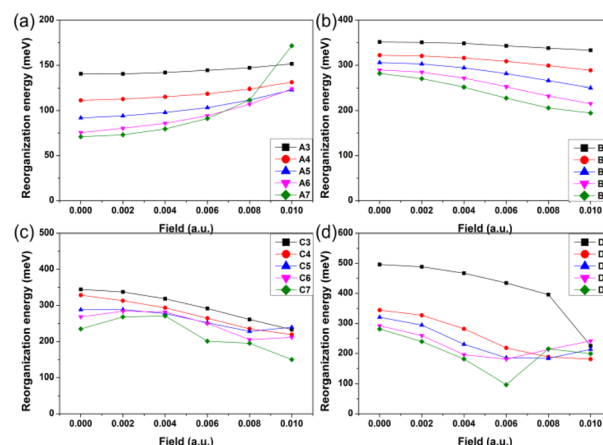 (a)
Reorganization energy (meV)
200
150
100
50
0
A3
A4
A5
A6
A7
0.000 0.002 0.004 0.006 0.008 0.010
Field (a.u.)
(b)
Reorganization energy (meV)
400
300
200
100
0
B
B
B
B
B
0.000 0.002 0.004 0.006 0.008 0.010
Field (a.u.)
(c)
Reorganization energy (meV)
500
400
300
200
100
0
C3
C4
C5
C6
C7
0.000 0.002 0.004 0.006 0.008 0.010
Field (a.u.)
(d)
Reorganization energy (meV)
600
500
400
300
200
100
0
D
D
D
D
D
0.000 0.002 0.004 0.006 0.008 0.010
Field (a.u.)